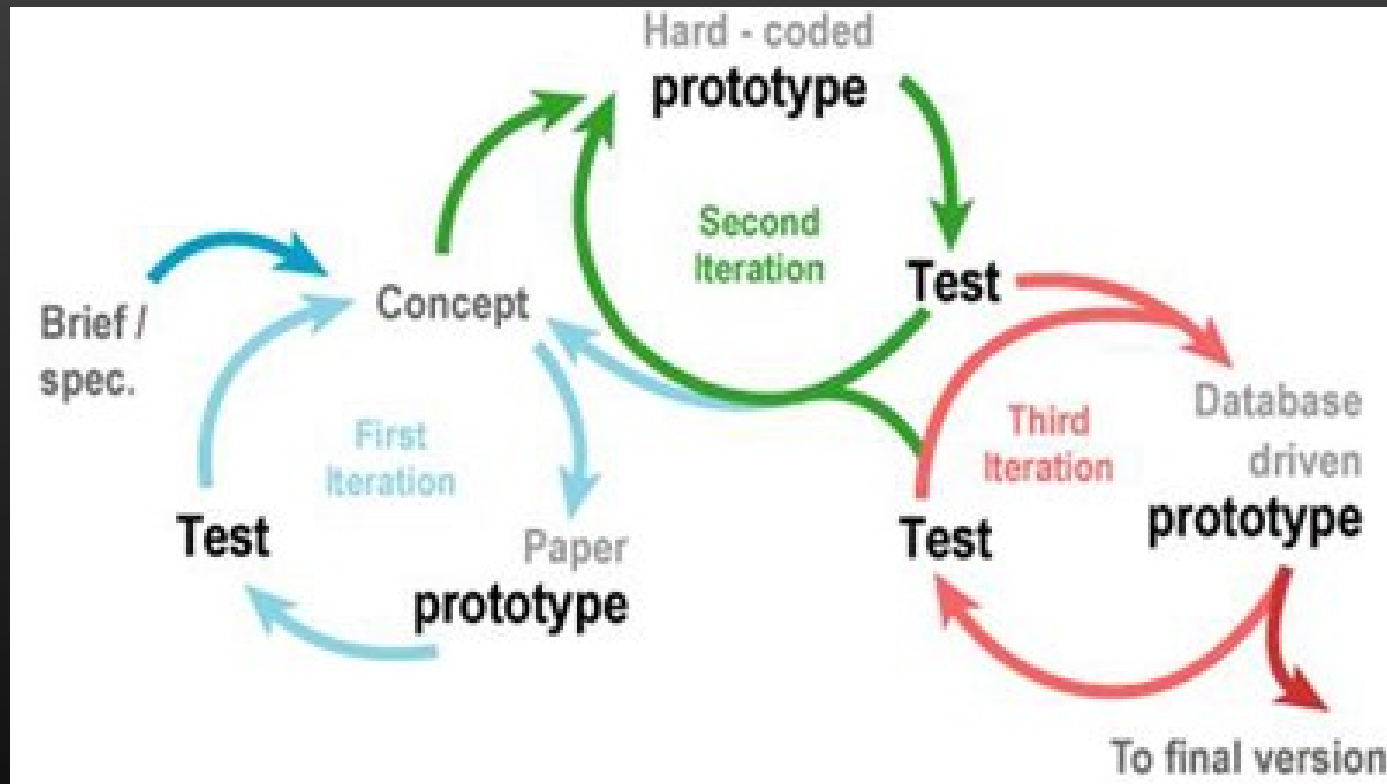 Hard - coded
prototype
Second
Iteration
Test
Concept
Brief /
spec.
First
Iteration
Test
Paper
prototype
Third
Iteration
Database
driven
prototype
Test
To final version